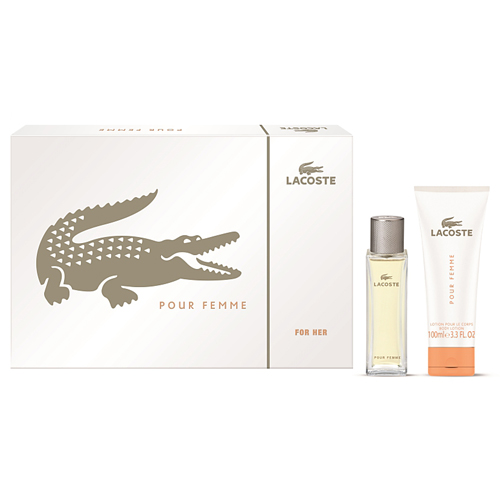 POUR FEMME
LACOSTE
POUR FEMME
FOR HER
LACOSTE
POUR FEMME
LACOSTE
POUR FEMME
LOTION POUR LE CORPS
BODY LOTION
100ml℮3.3 FL OZ